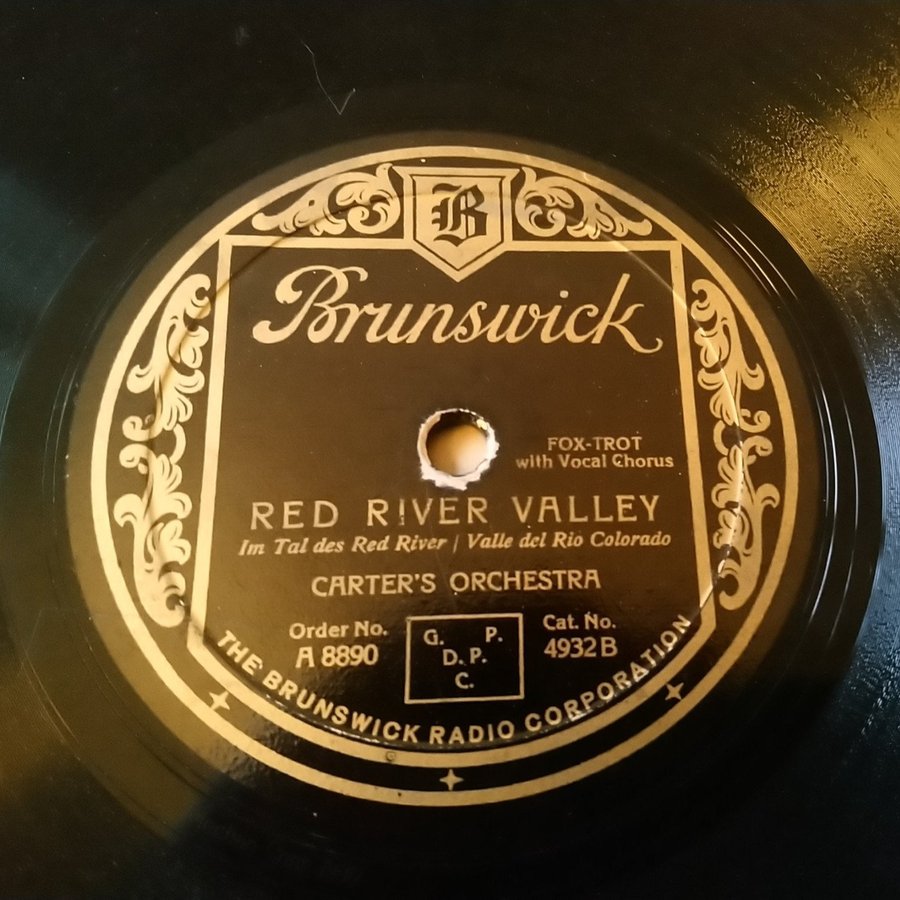 B
Brunswick
FOX-TROT
with Vocal Chorus
RED RIVER VALLEY
Im Tal des Red River / Valle del Rio Colorado
CARTER'S ORCHESTRA
Order No.
A 8890
G. P.
D. P.
C.
Cat. No.
4932 B
THE BRUNSWICK RADIO CORPORATION